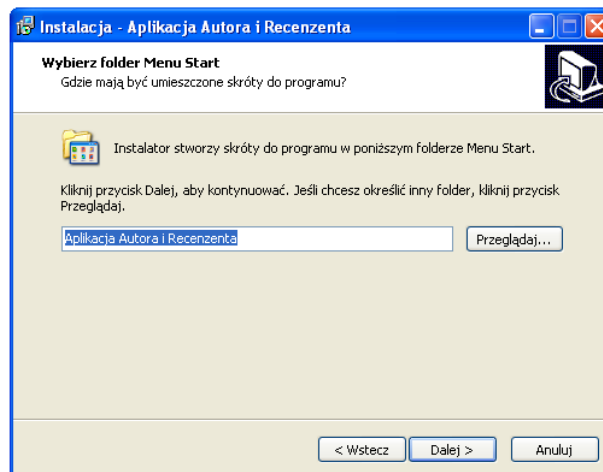 Instalacja - Aplikacja Autora i Recenzenta
Wybierz folder Menu Start
Gdzie mają być umieszczone skróty do programu?
Instalator stworzy skróty do programu w poniższym folderze Menu Start.
Kliknij przycisk Dalej, aby kontynuować. Jeśli chcesz określić inny folder, kliknij przycisk
Przeglądaj.
Aplikacja Autora i Recenzenta
Przeglądaj...
< Wstecz
Dalej >
Anuluj